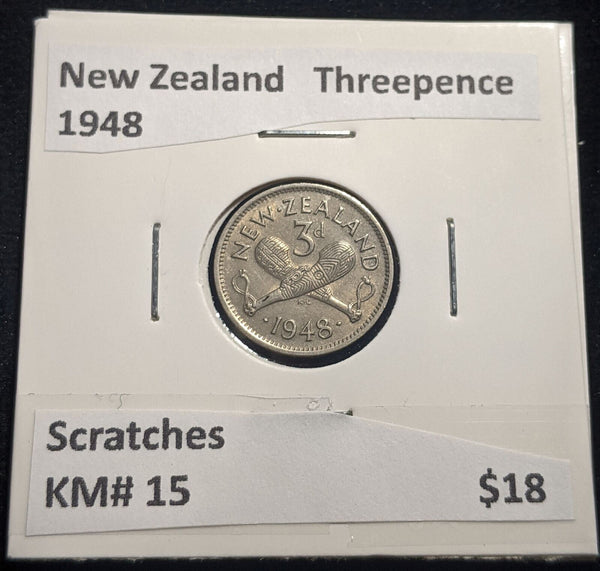 New Zealand Threepence
1948
NEW·ZEALAND
3d
·1948·
Scratches
KM# 15 $18